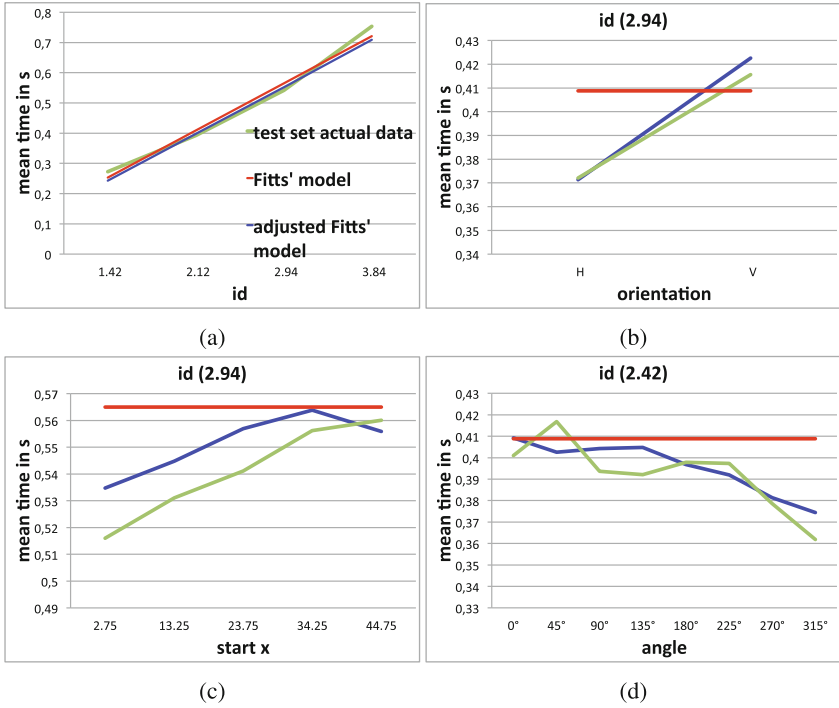 0,8
0,7
0,6
0,5
0,4
0,3
0,2
0,1
0
mean time in s
test set actual data
Fitts' model
adjusted Fitts'
model
1.42 2.12 2.94 3.84
id
(a)
id (2.94)
0,43
0,42
0,41
0,4
0,39
0,38
0,37
0,36
0,35
0,34
mean time in s
H V
orientation
(b)
id (2.94)
0,57
0,56
0,55
0,54
0,53
0,52
0,51
0,5
0,49
mean time in s
2.75 13.25 23.75 34.25 44.75
start x
(c)
id (2.42)
0,43
0,42
0,41
0,4
0,39
0,38
0,37
0,36
0,35
0,34
0,33
mean time in s
0° 45° 90° 135° 180° 225° 270° 315°
angle
(d)